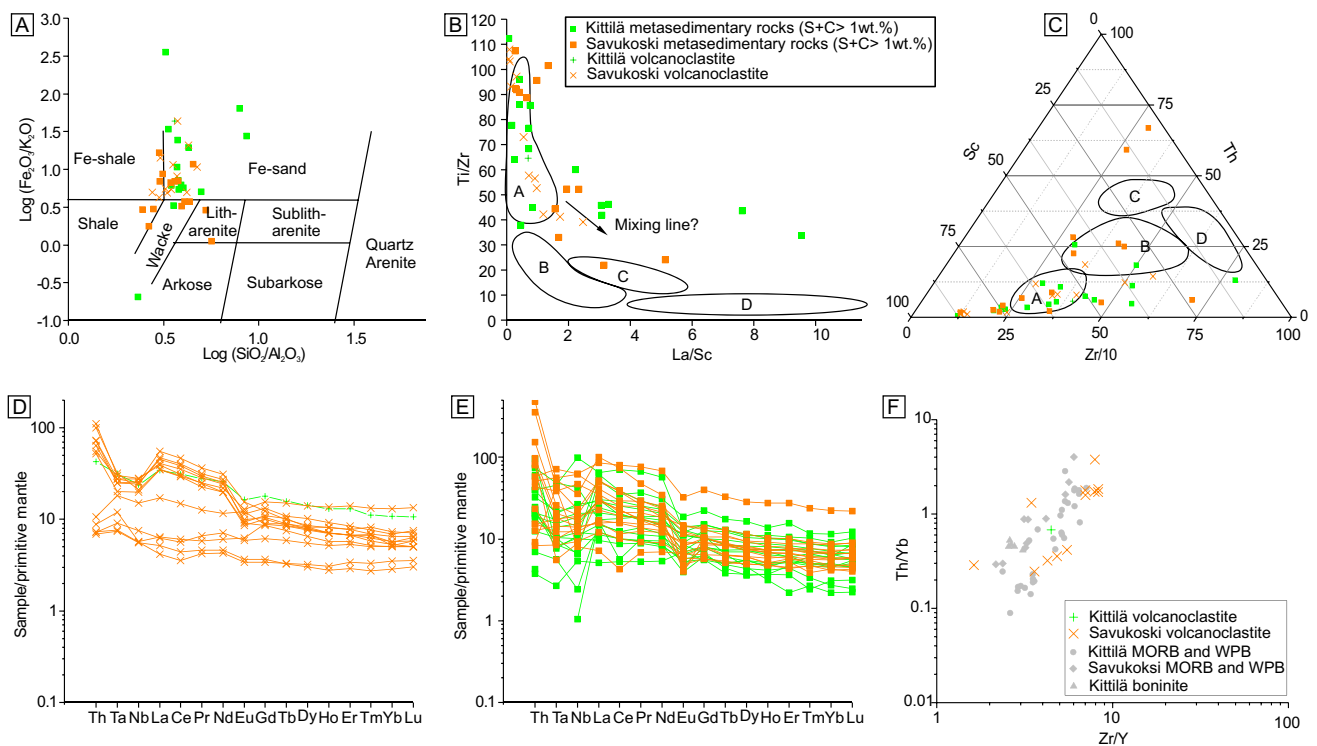 A
3.0
2.5
2.0
1.5
1.0
0.5
0.0
-0.5
-1.0
0.0
0.5
1.0
1.5
Log (Fe₂O₃/K₂O)
Log (SiO₂/Al₂O₃)
Fe-shale
Fe-sand
Shale
Wacke
Lith-
arenite
Sublith-
arenite
Arkose
Subarkose
Quartz
Arenite
B
120
110
100
90
80
70
60
50
40
30
20
10
0
0
2
4
6
8
10
Ti/Zr
La/Sc
Kittilä metasedimentary rocks (S+C> 1wt.%)
Savukoski metasedimentary rocks (S+C> 1wt.%)
Kittilä volcanoclastite
Savukoski volcanoclastite
A
Mixing line?
B
C
D
C
0
100
25
75
Sc
Th
50
50
C
D
75
B
25
A
100
0
0
25
50
75
100
Zr/10
D
100
10
1
0.1
Sample/primitive mantle
Th Ta Nb La Ce Pr Nd Eu Gd Tb Dy Ho Er Tm Yb Lu
E
100
10
1
0.1
Sample/primitive mantle
Th Ta Nb La Ce Pr Nd Eu Gd Tb Dy Ho Er Tm Yb Lu
F
10
1
0.1
0.01
1
10
100
Th/Yb
Zr/Y
Kittilä volcanoclastite
Savukoski volcanoclastite
Kittilä MORB and WPB
Savukoksi MORB and WPB
Kittilä boninite